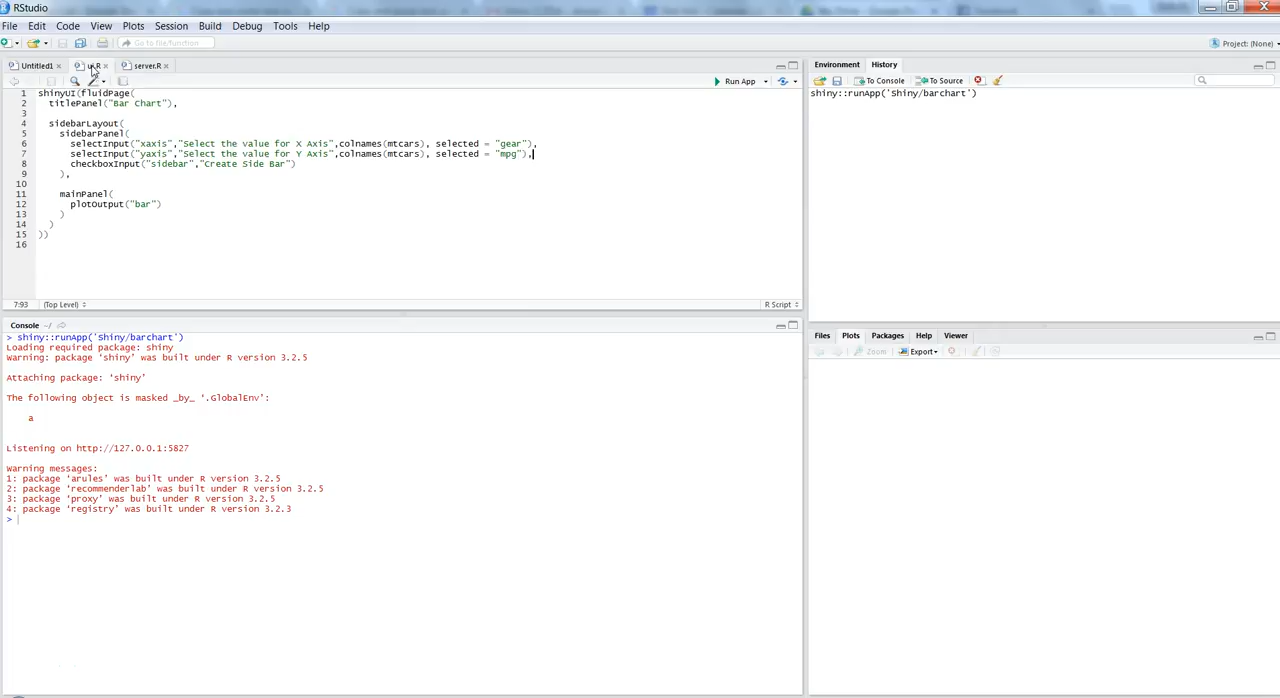 RStudio
File Edit Code View Plots Session Build Debug Tools Help
Go to file/function
Project: (None)
Untitled1
server.R
Run App
1 shinyUI(fluidPage(
2 titlePanel("Bar Chart"),
3
4 sidebarLayout(
5 sidebarPanel(
6 selectInput("xaxis","Select the value for X Axis",colnames(mtcars), selected = "gear"),
7 selectInput("yaxis","Select the value for Y Axis",colnames(mtcars), selected = "mpg"),
8 checkboxInput("sidebar","Create Side Bar")
9 ),
10
11 mainPanel(
12 plotOutput("bar")
13 )
14 )
15 ))
16
7:93 (Top Level) R Script
Console ~/
> shiny::runApp('Shiny/barchart')
Loading required package: shiny
Warning: package ‘shiny’ was built under R version 3.2.5
Attaching package: ‘shiny’
The following object is masked _by_ ‘.GlobalEnv’:
a
Listening on http://127.0.0.1:5827
Warning messages:
1: package ‘arules’ was built under R version 3.2.5
2: package ‘recommenderlab’ was built under R version 3.2.5
3: package ‘proxy’ was built under R version 3.2.5
4: package ‘registry’ was built under R version 3.2.3
>
Environment History
To Console To Source
shiny::runApp('Shiny/barchart')
Files Plots Packages Help Viewer
Zoom Export